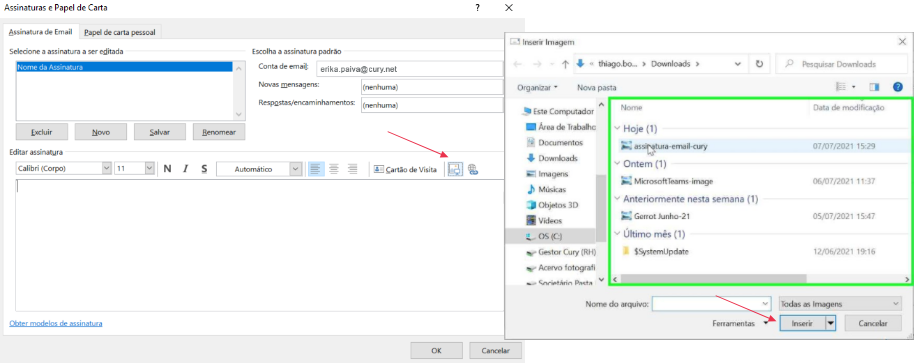 Assinaturas e Papel de Carta
Assinatura de Email
Papel de carta pessoal
Selecione a assinatura a ser editada
Nome da Assinatura
Excluir
Novo
Salvar
Renomear
Escolha a assinatura padrão
Conta de email:
erika.paiva@cury.net
Novas mensagens:
(nenhuma)
Respostas/encaminhamentos:
(nenhuma)
Editar assinatura
Calibri (Corpo)
11
N I S
Automático
Cartão de Visita
Obter modelos de assinatura
OK
Cancelar
Inserir Imagem
« thiago.bo... > Downloads >
Pesquisar Downloads
Organizar
Nova pasta
Este Computador
Área de Trabalho
Documentos
Downloads
Imagens
Músicas
Objetos 3D
Vídeos
OS (C:)
Gestor Cury (RH)
Acervo fotografi
Societário Pasta
Nome
Data de modificação
Hoje (1)
assinatura-email-cury
07/07/2021 15:29
Ontem (1)
MicrosoftTeams-image
06/07/2021 11:37
Anteriormente nesta semana (1)
Gerrot Junho-21
05/07/2021 15:47
Último mês (1)
$SystemUpdate
12/06/2021 19:16
Nome do arquivo:
Todas as Imagens
Ferramentas
Inserir
Cancelar